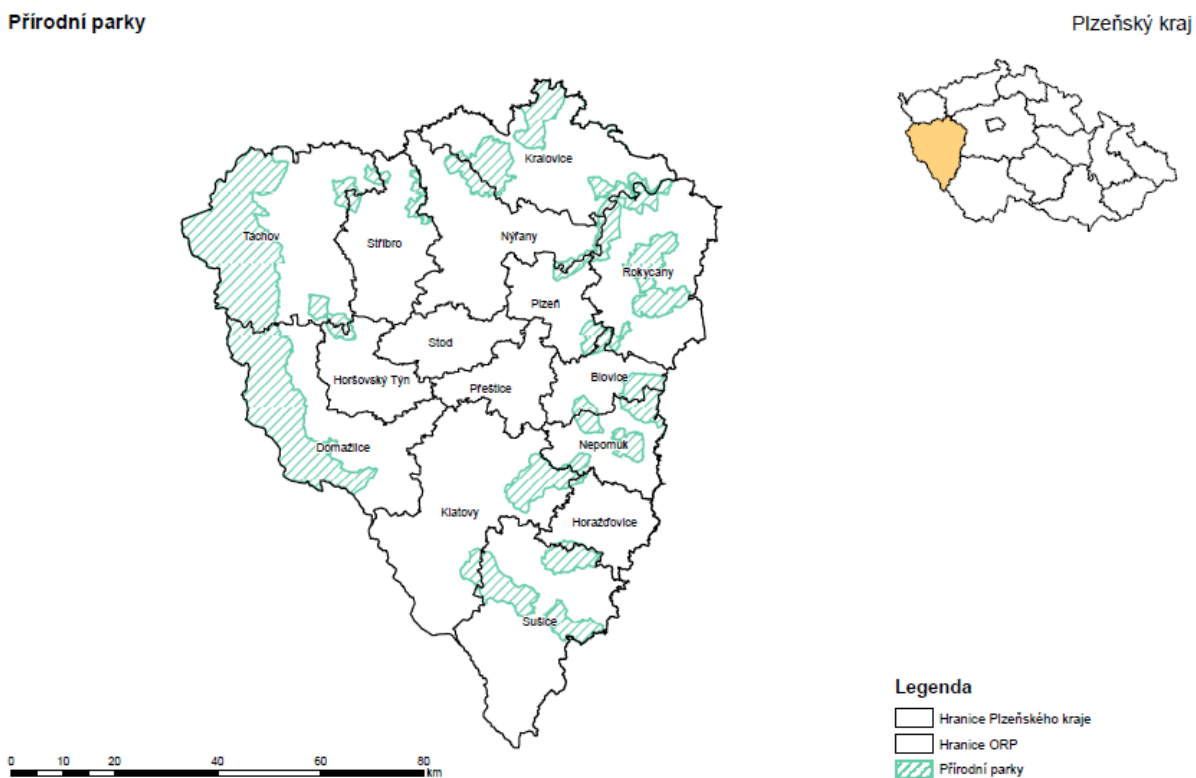 Přírodní parky
Plzeňský kraj
Kralovice
Tachov
Stříbro
Nýřany
Rokycany
Plzeň
Stod
Horšovský Týn
Přeštice
Blovice
Domažlice
Nepomuk
Klatovy
Horažďovice
Sušice
Legenda
Hranice Plzeňského kraje
Hranice ORP
Přírodní parky
0 10 20 40 60 80
km